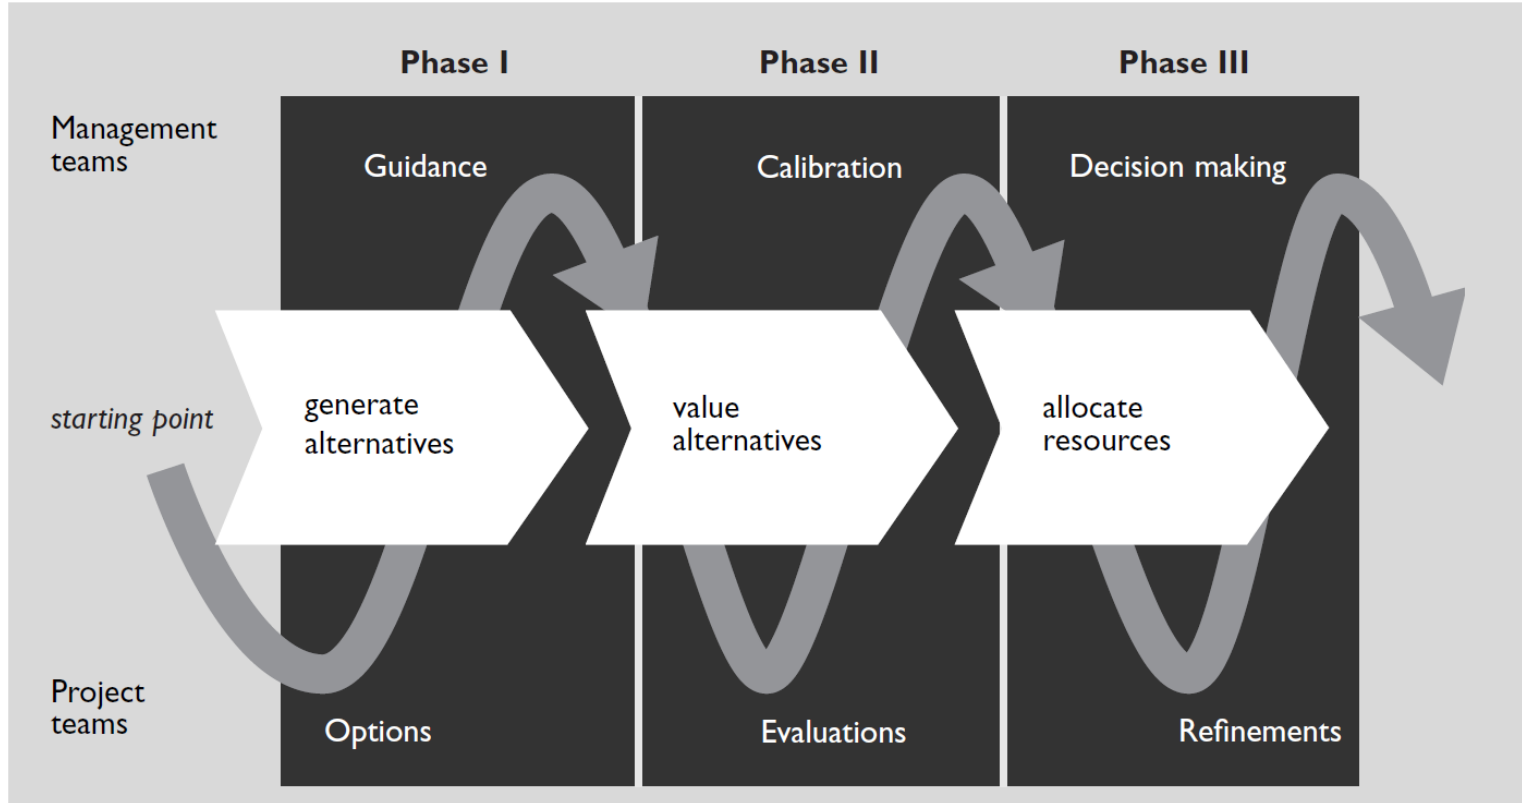 Phase I
Phase II
Phase III
Management
teams
Guidance
Calibration
Decision making
starting point
generate
alternatives
value
alternatives
allocate
resources
Project
teams
Options
Evaluations
Refinements